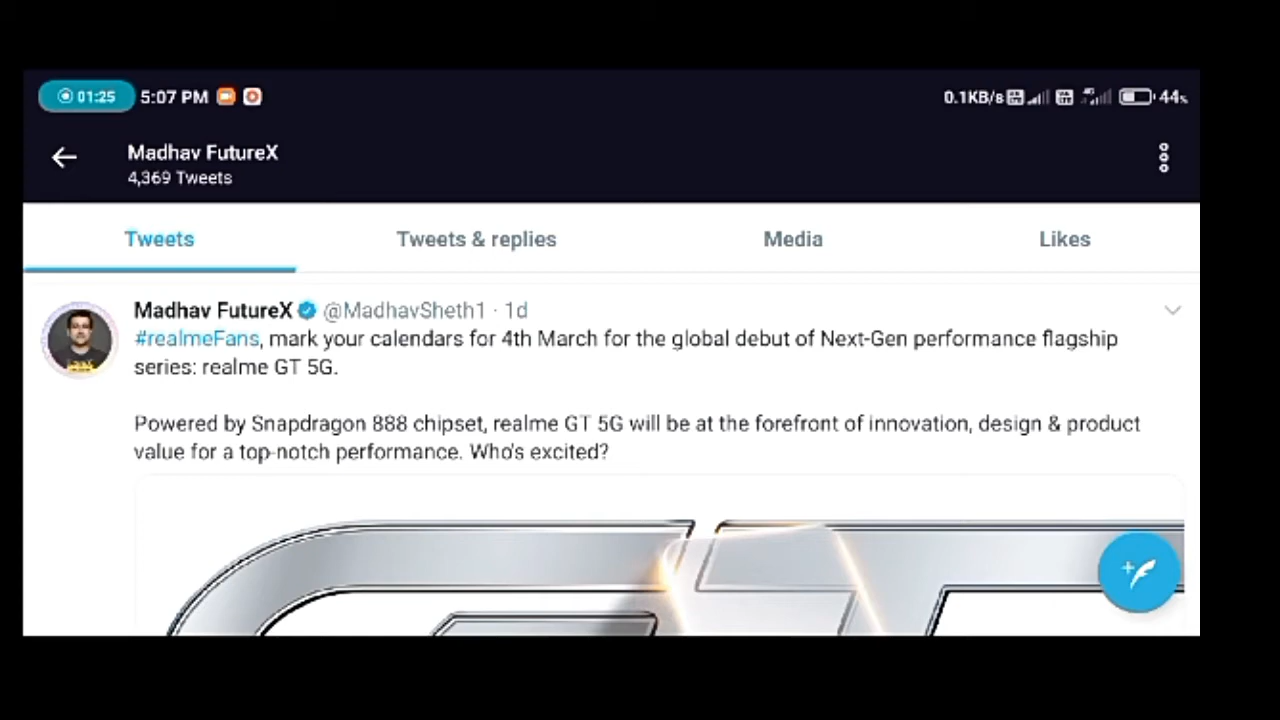 01:25 5:07 PM 0.1KB/s 4G 44%
Madhav FutureX
4,369 Tweets
Tweets Tweets & replies Media Likes
Madhav FutureX @MadhavSheth1 · 1d
#realmeFans, mark your calendars for 4th March for the global debut of Next-Gen performance flagship
series: realme GT 5G.
Powered by Snapdragon 888 chipset, realme GT 5G will be at the forefront of innovation, design & product
value for a top-notch performance. Who's excited?
GT